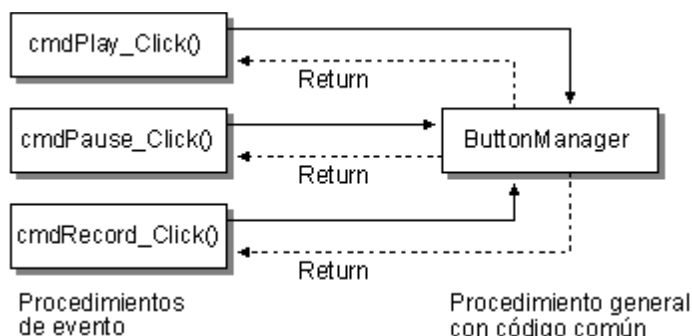 cmdPlay_Click()
Return
cmdPause_Click()
ButtonManager
Return
cmdRecord_Click()
Return
Procedimientos
de evento
Procedimiento general
con código común